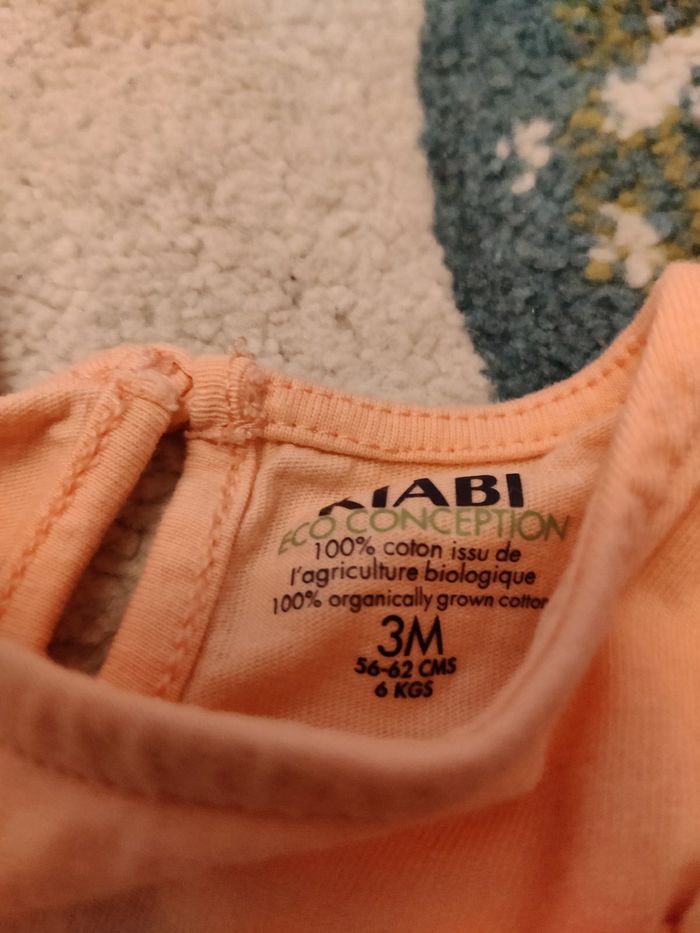 KIABI
ECO CONCEPTION
100% coton issu de
l'agriculture biologique
100% organically grown cotton
3M
56-62 CMS
6 KGS